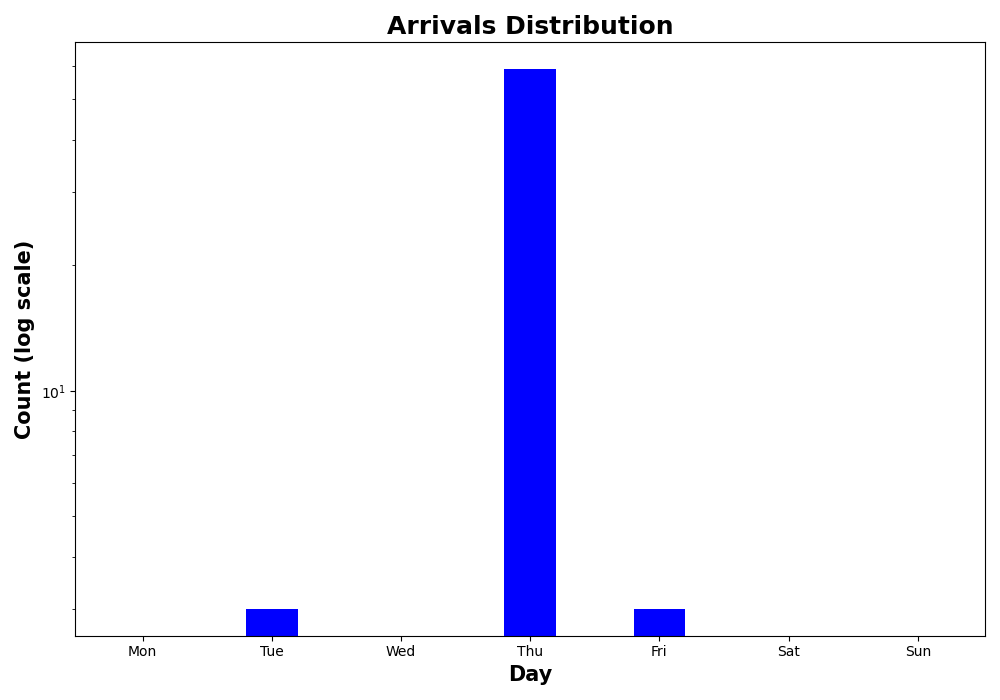 Arrivals Distribution
Count (log scale)
10¹
Mon Tue Wed Thu Fri Sat Sun
Day